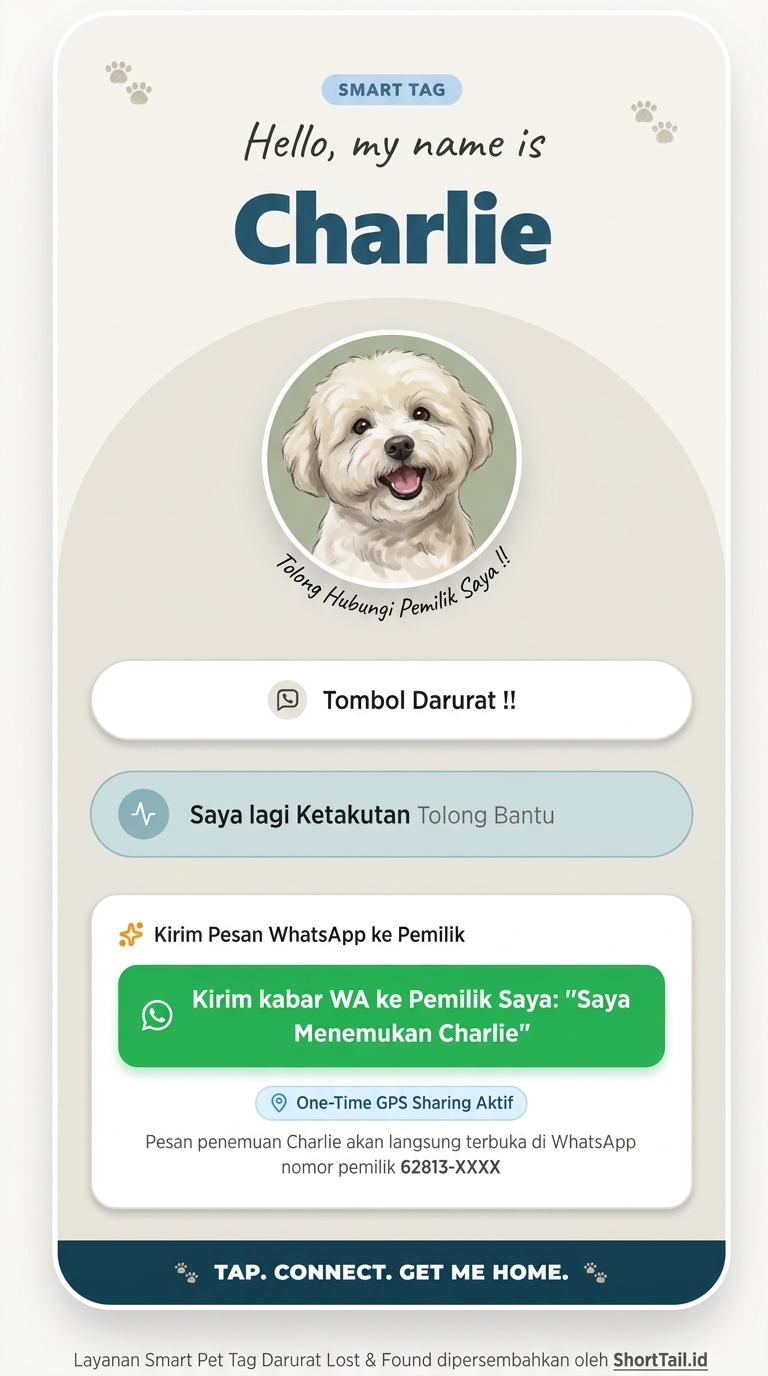 SMART TAG
Hello, my name is
Charlie
Tolong Hubungi Pemilik Saya !!
Tombol Darurat !!
Saya lagi Ketakutan Tolong Bantu
Kirim Pesan WhatsApp ke Pemilik
Kirim kabar WA ke Pemilik Saya: "Saya
Menemukan Charlie"
One-Time GPS Sharing Aktif
Pesan penemuan Charlie akan langsung terbuka di WhatsApp
nomor pemilik 62813-XXXX
TAP. CONNECT. GET ME HOME.
Layanan Smart Pet Tag Darurat Lost & Found dipersembahkan oleh ShortTail.id